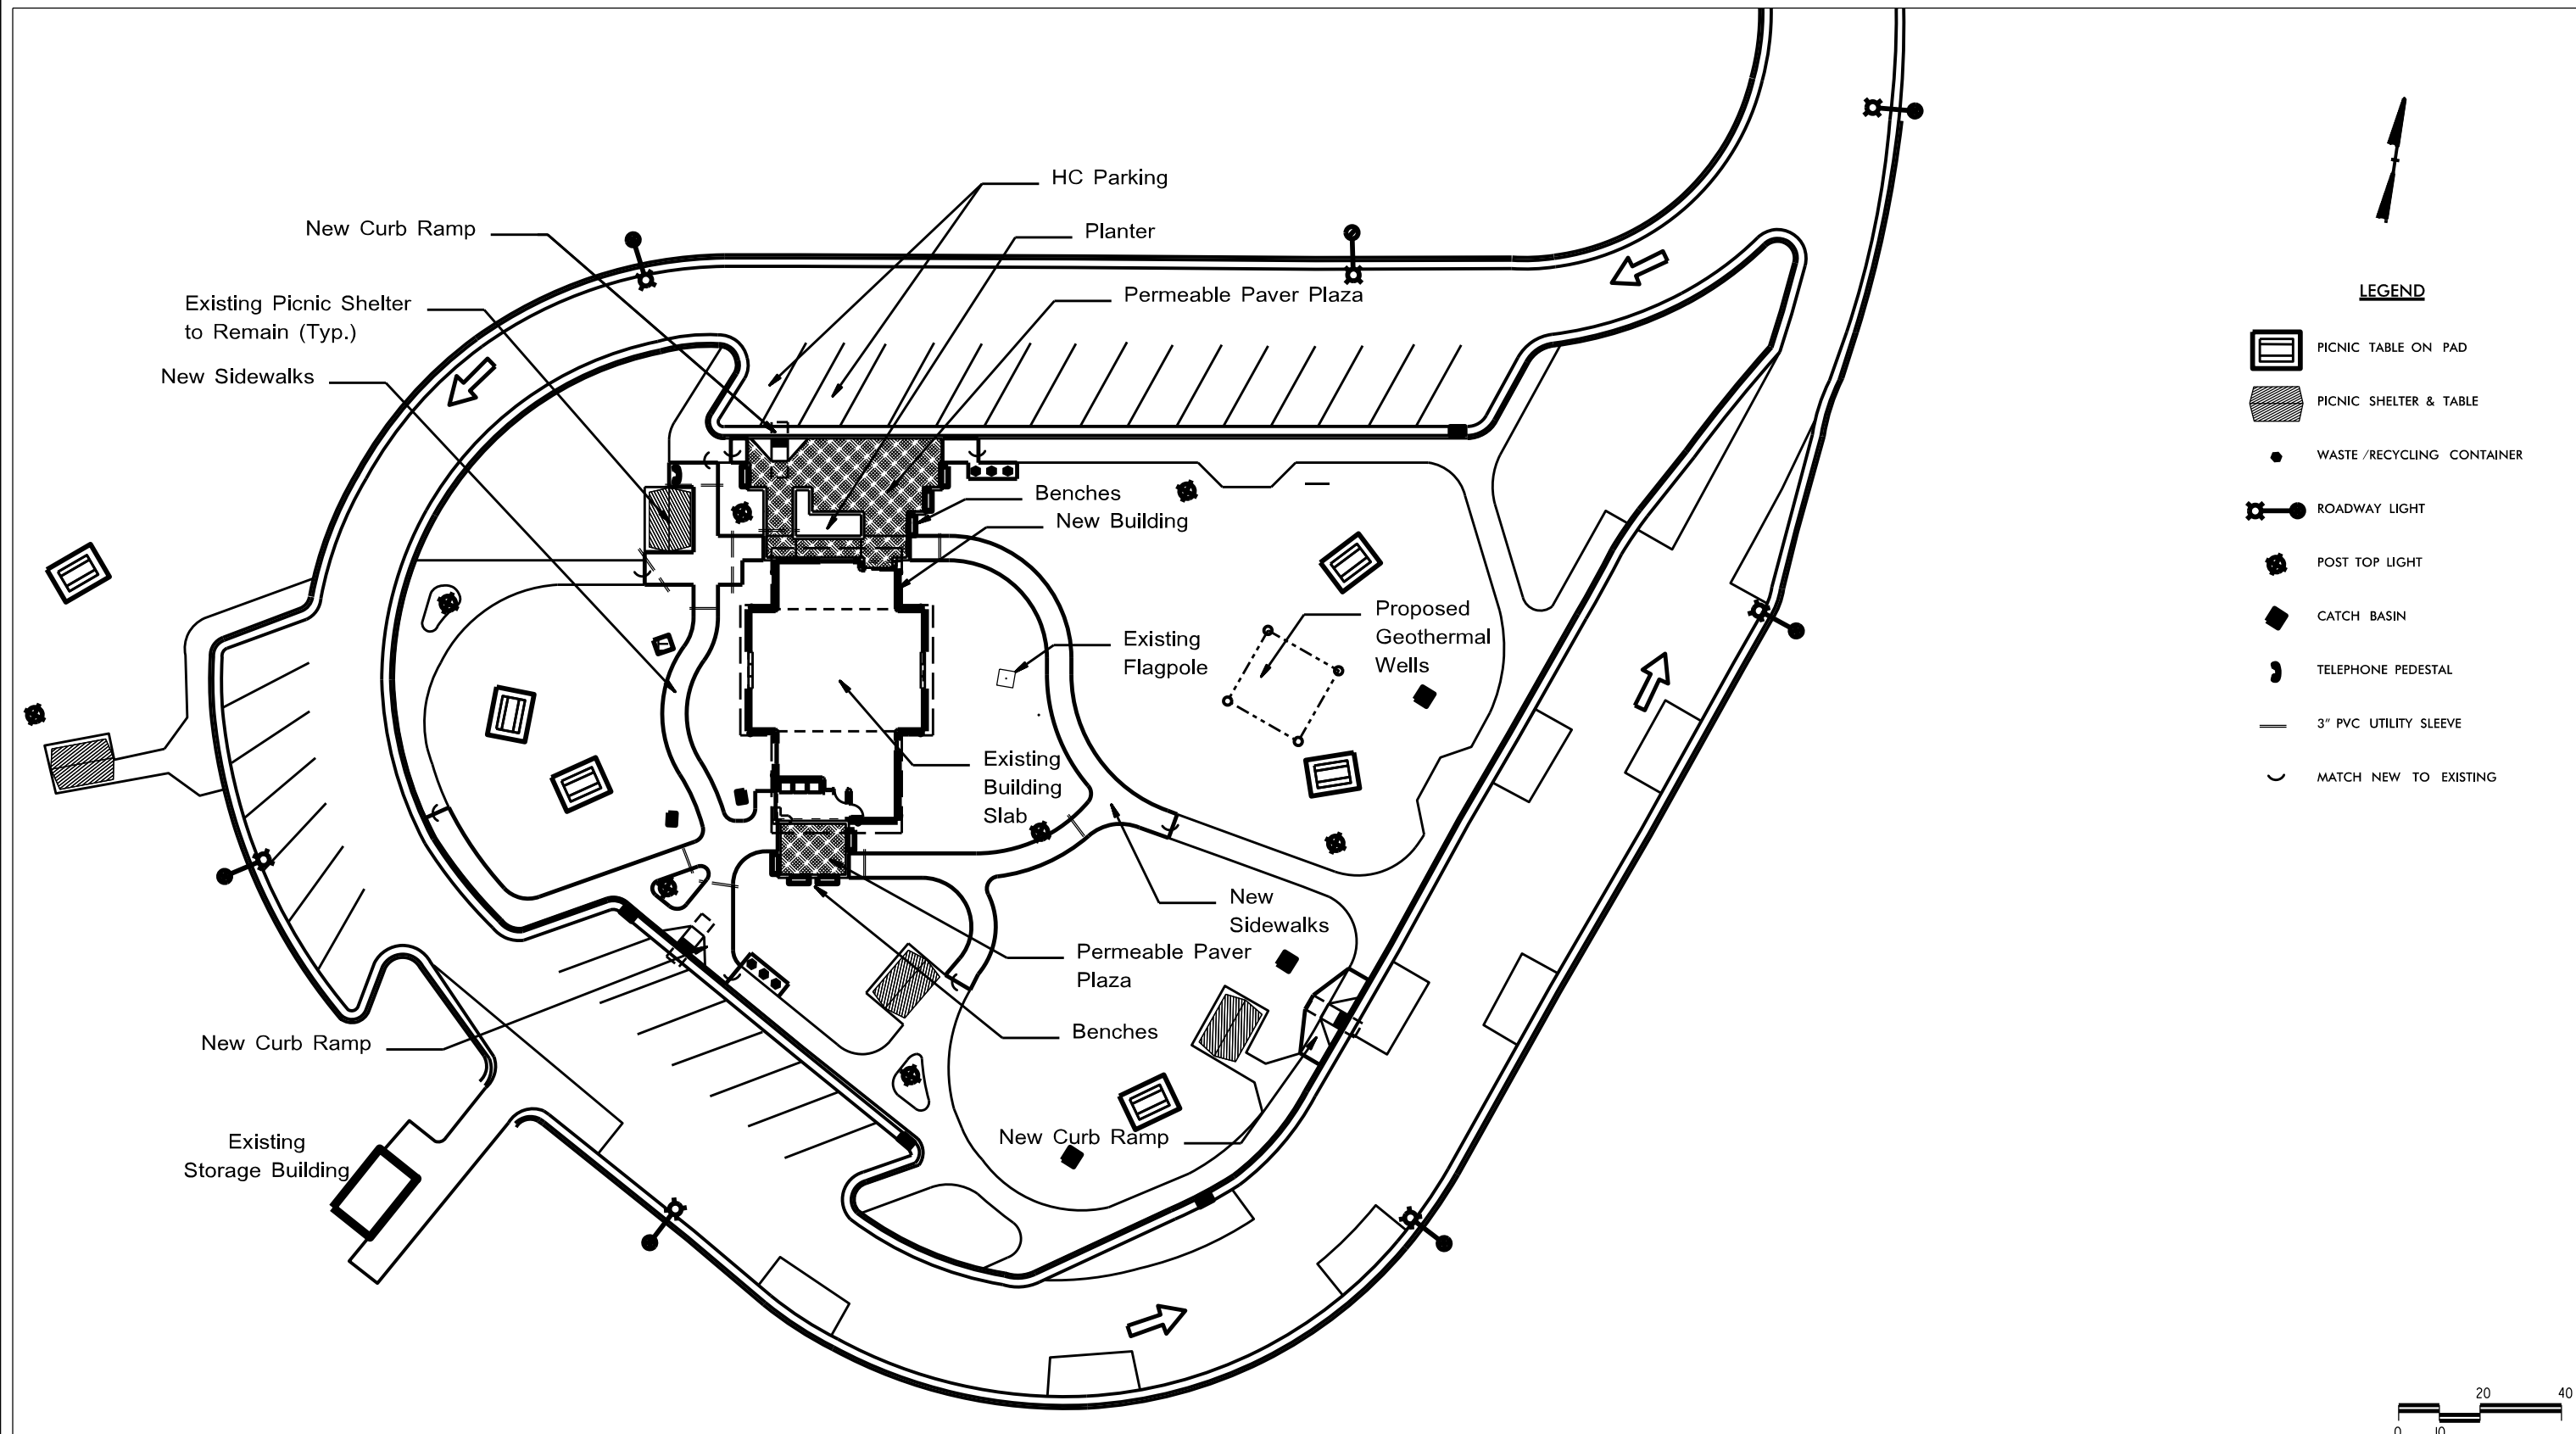 HC Parking
New Curb Ramp
Planter
Existing Picnic Shelter
to Remain (Typ.)
Permeable Paver Plaza
New Sidewalks
Benches
New Building
Proposed
Geothermal
Wells
Existing
Flagpole
Existing
Building
Slab
New
Sidewalks
Permeable Paver
Plaza
Benches
New Curb Ramp
New Curb Ramp
Existing
Storage Building
LEGEND
PICNIC TABLE ON PAD
PICNIC SHELTER & TABLE
WASTE/RECYCLING CONTAINER
ROADWAY LIGHT
POST TOP LIGHT
CATCH BASIN
TELEPHONE PEDESTAL
3" PVC UTILITY SLEEVE
MATCH NEW TO EXISTING
20 40
0 10